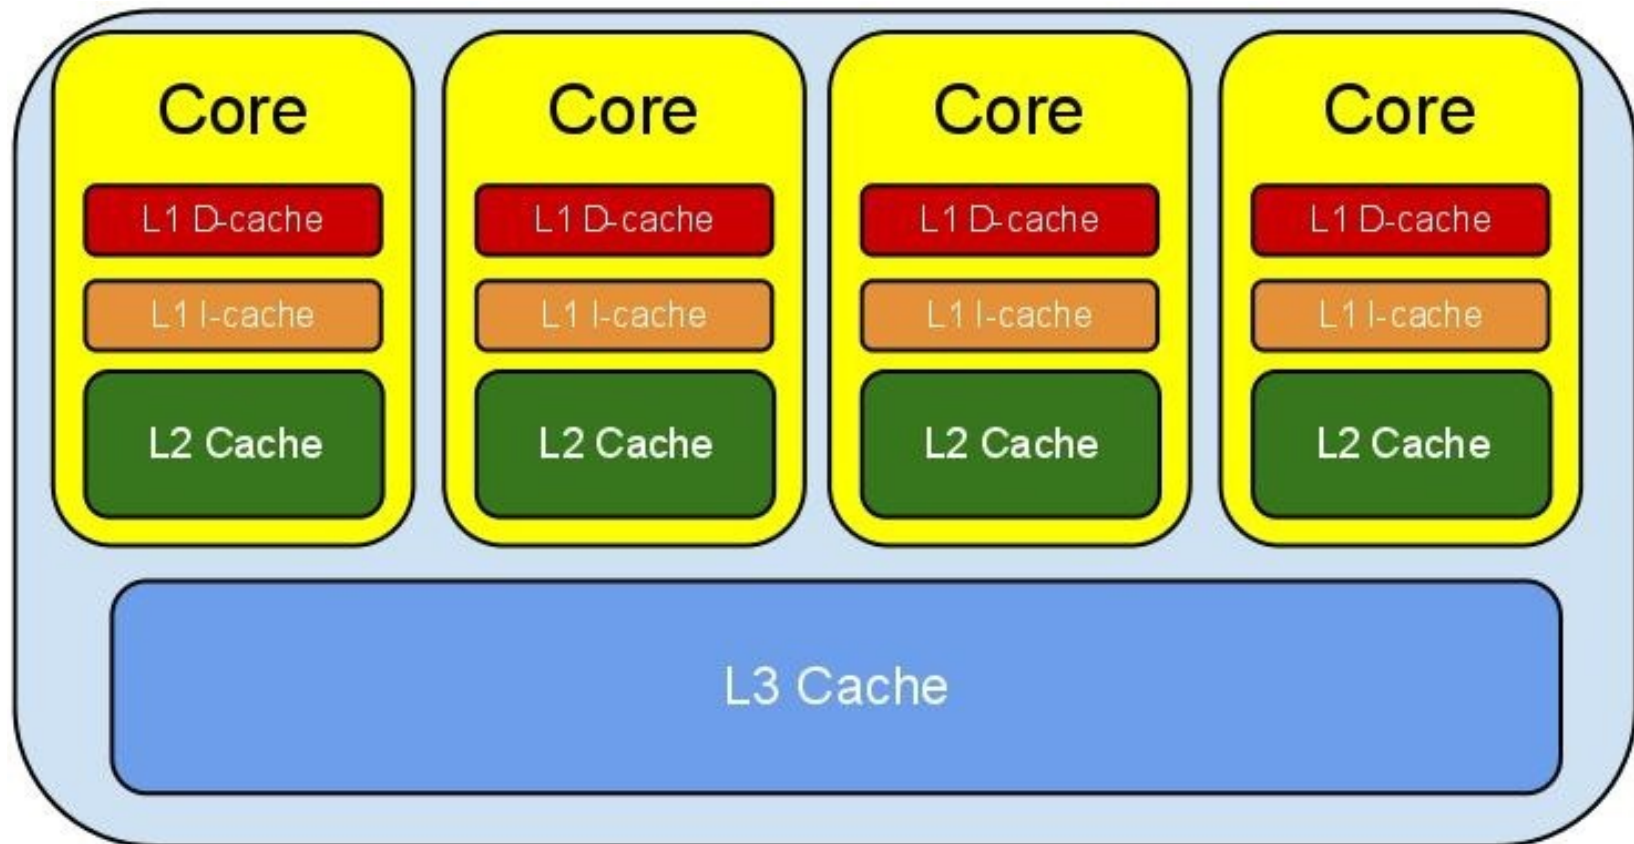 Core Core Core Core
L1 D-cache L1 D-cache L1 D-cache L1 D-cache
L1 I-cache L1 I-cache L1 I-cache L1 I-cache
L2 Cache L2 Cache L2 Cache L2 Cache
L3 Cache